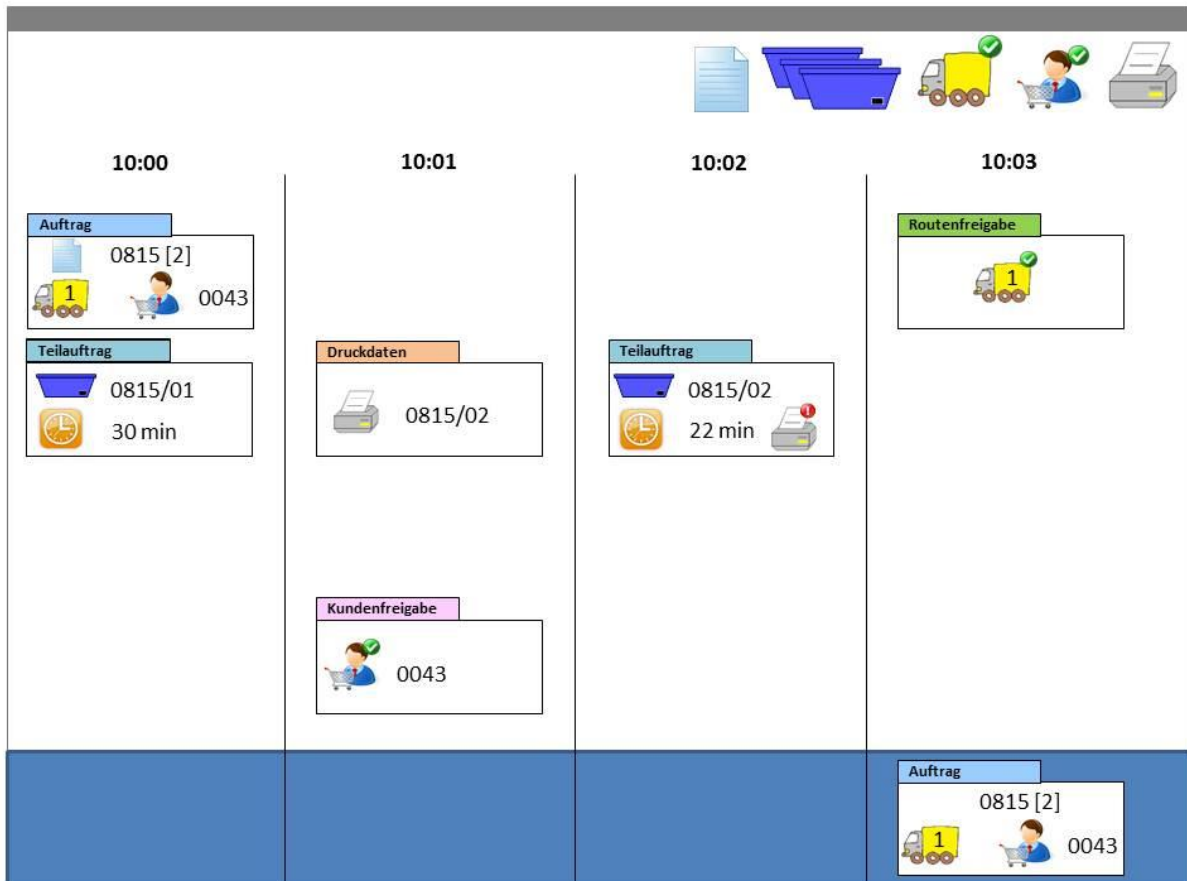 10:00
10:01
10:02
10:03
Auftrag
0815 [2]
1
0043
Teilauftrag
0815/01
30 min
Druckdaten
0815/02
Kundenfreigabe
0043
Teilauftrag
0815/02
22 min
Routenfreigabe
1
Auftrag
0815 [2]
1
0043